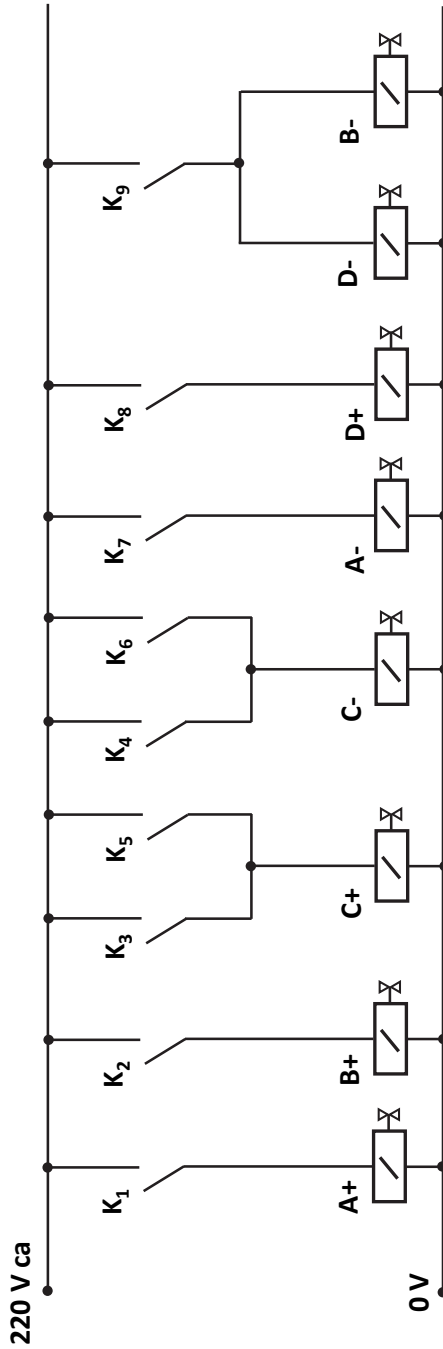 220 V ca
K₁
K₂
K₃
K₅
K₄
K₆
K₇
K₈
K₉
A+
B+
C+
C-
A-
D+
D-
B-
0 V